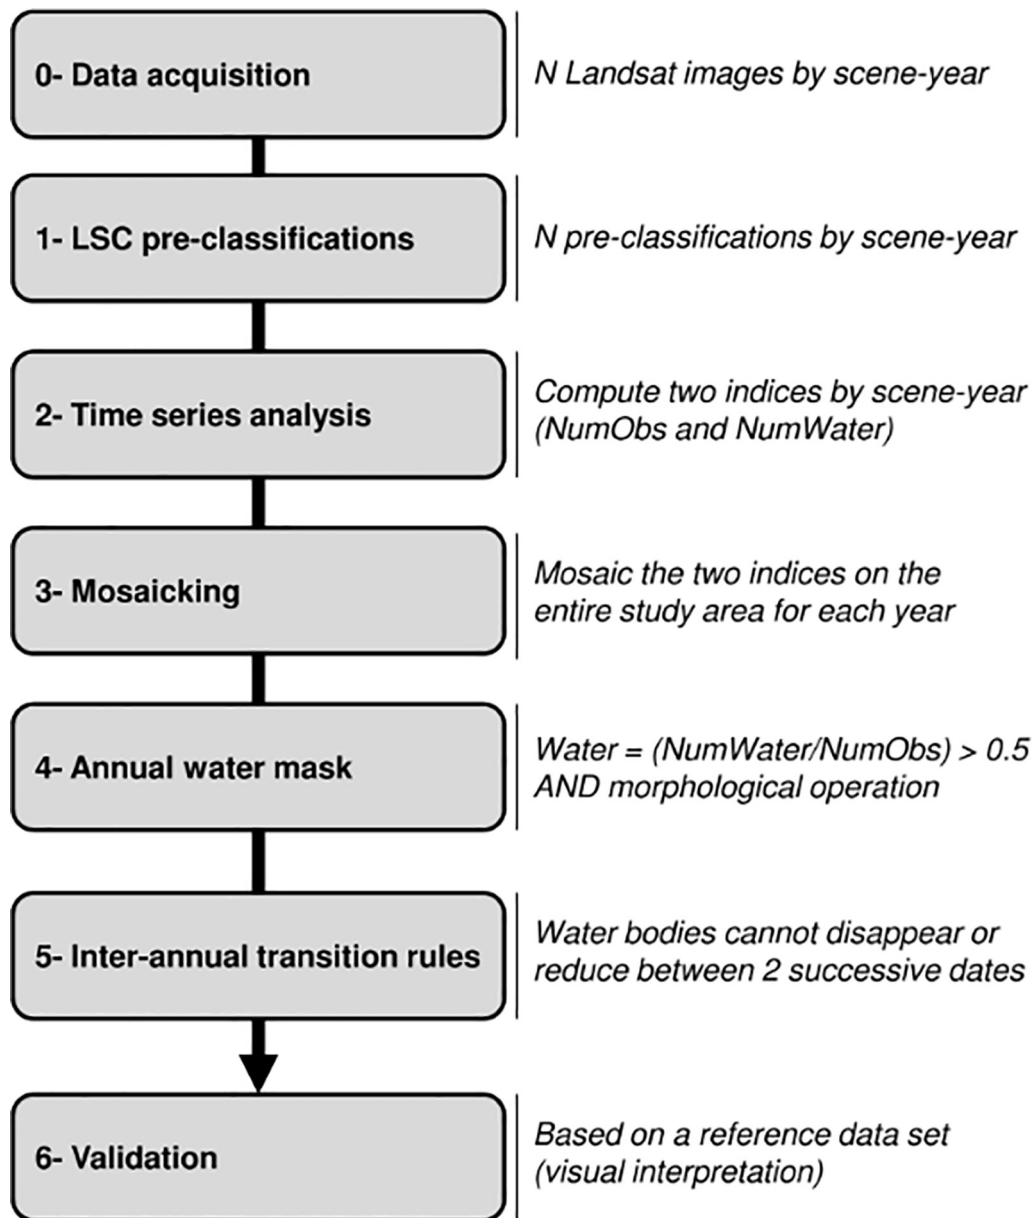 0- Data acquisition
N Landsat images by scene-year
1- LSC pre-classifications
N pre-classifications by scene-year
2- Time series analysis
Compute two indices by scene-year
(NumObs and NumWater)
3- Mosaicking
Mosaic the two indices on the
entire study area for each year
4- Annual water mask
Water = (NumWater/NumObs) > 0.5
AND morphological operation
5- Inter-annual transition rules
Water bodies cannot disappear or
reduce between 2 successive dates
6- Validation
Based on a reference data set
(visual interpretation)